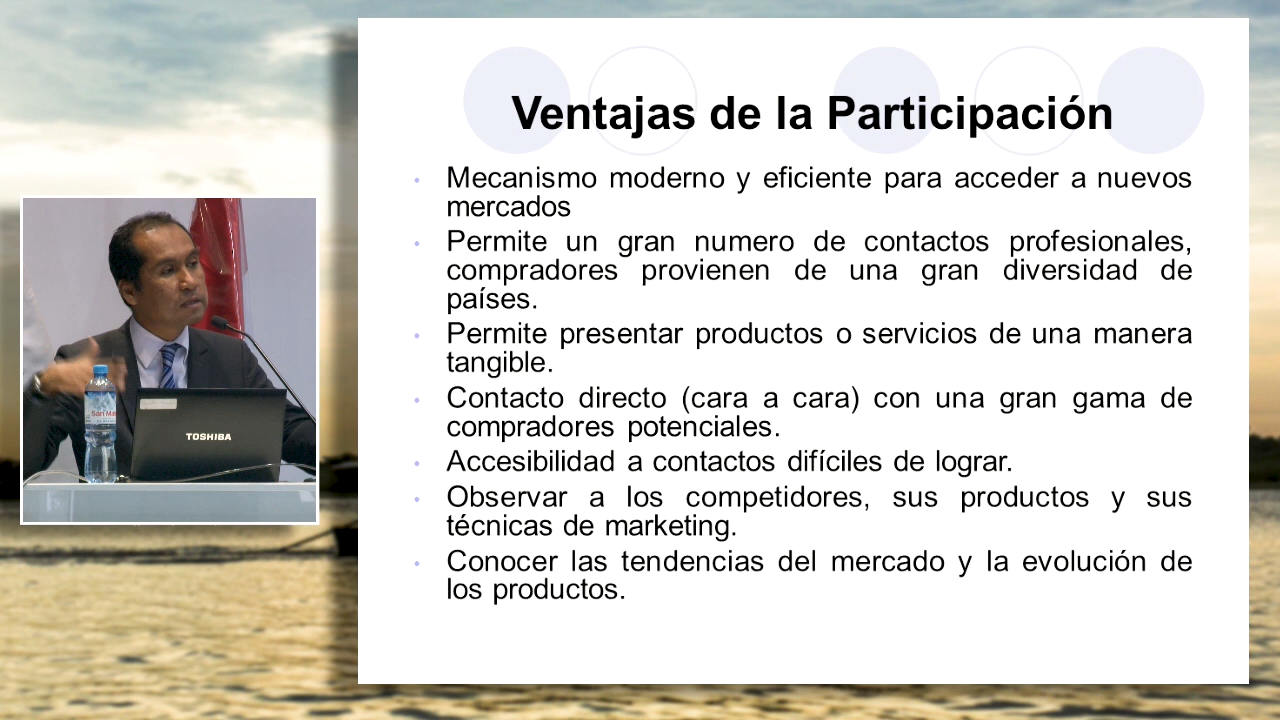 Ventajas de la Participación
• Mecanismo moderno y eficiente para acceder a nuevos
mercados
• Permite un gran numero de contactos profesionales,
compradores provienen de una gran diversidad de
países.
• Permite presentar productos o servicios de una manera
tangible.
• Contacto directo (cara a cara) con una gran gama de
compradores potenciales.
• Accesibilidad a contactos difíciles de lograr.
• Observar a los competidores, sus productos y sus
técnicas de marketing.
• Conocer las tendencias del mercado y la evolución de
los productos.
San Ma
TOSHIBA